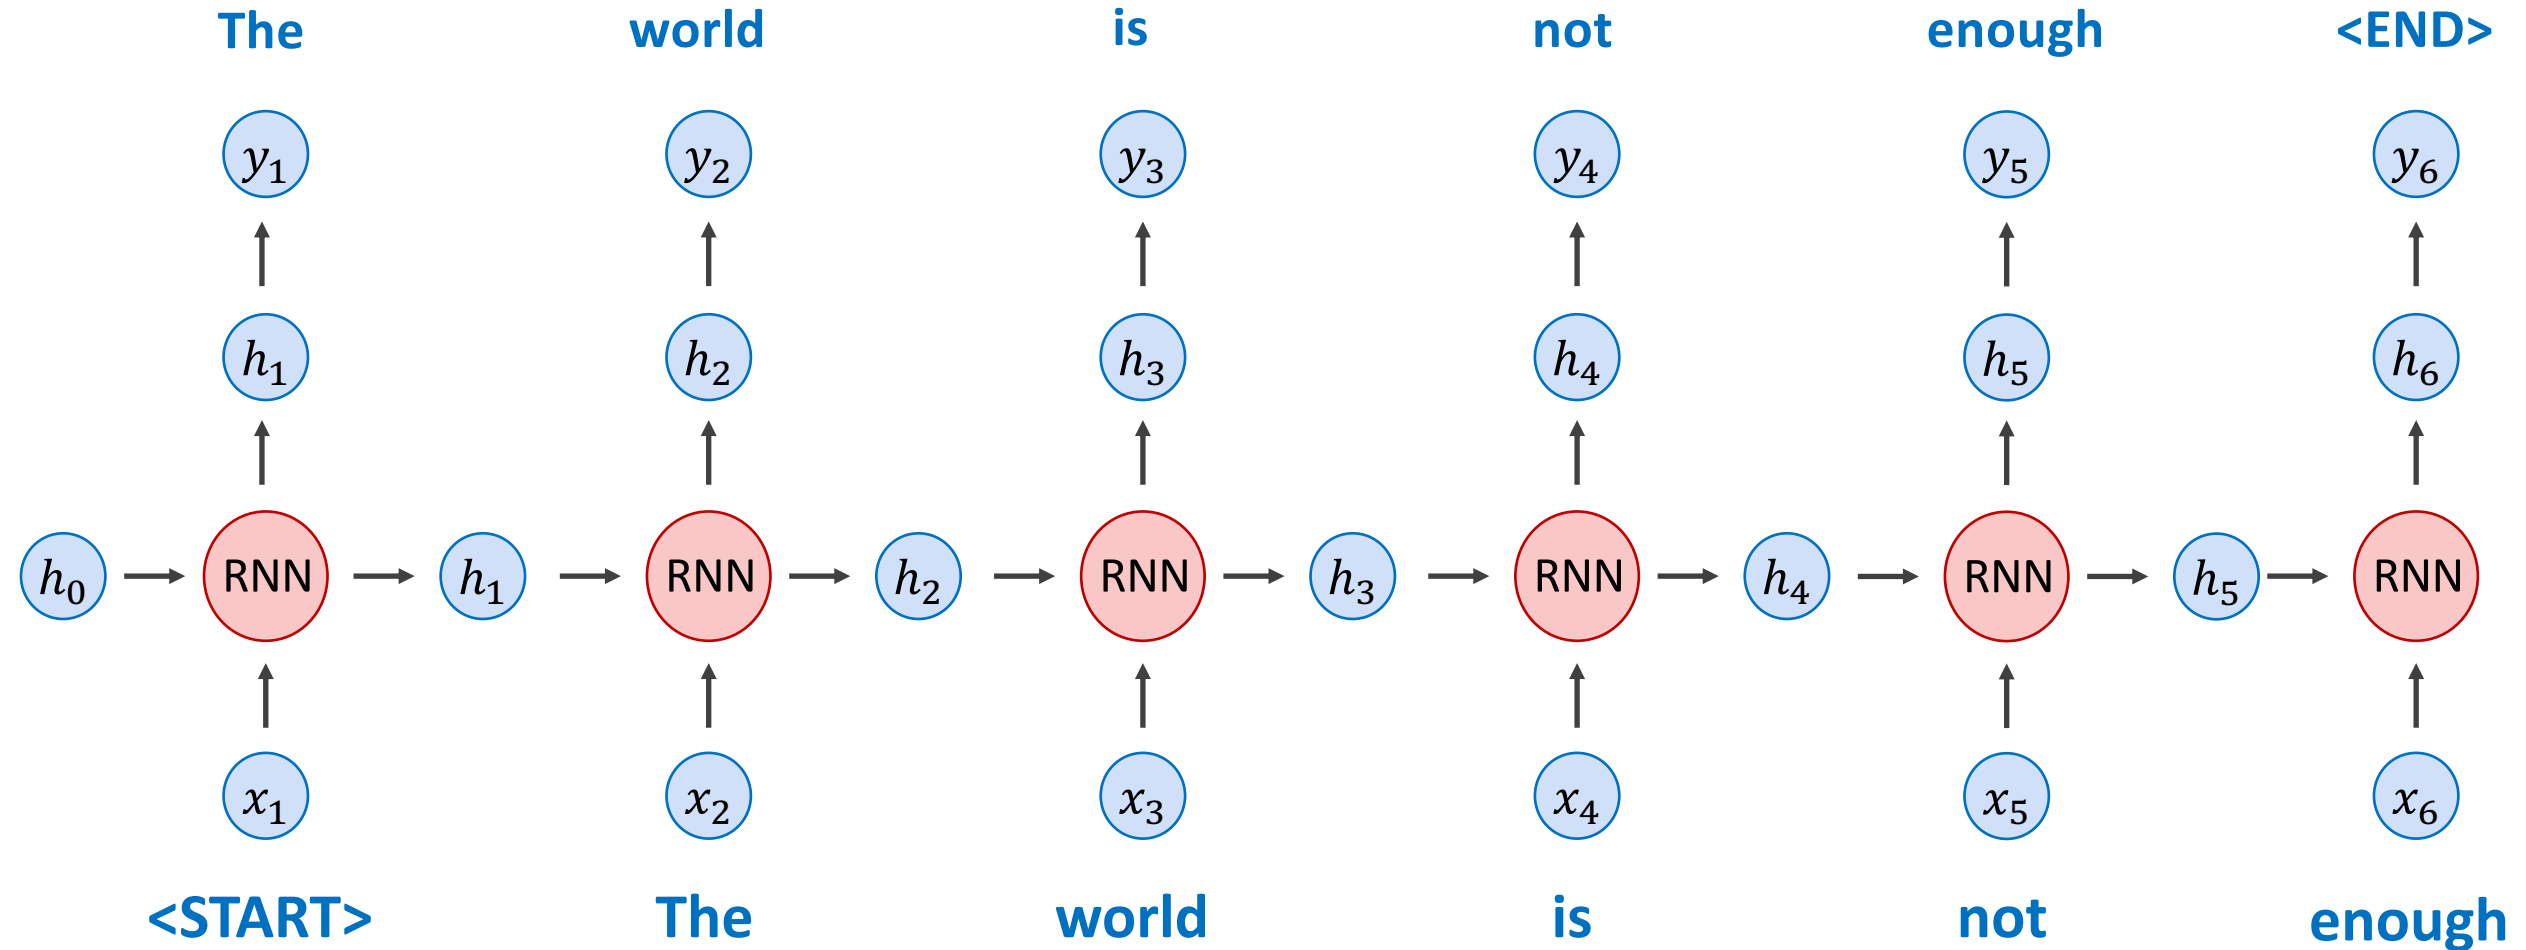 The world is not enough <END>
y₁ y₂ y₃ y₄ y₅ y₆
h₁ h₂ h₃ h₄ h₅ h₆
h₀ RNN h₁ RNN h₂ RNN h₃ RNN h₄ RNN h₅ RNN
x₁ x₂ x₃ x₄ x₅ x₆
<START> The world is not enough